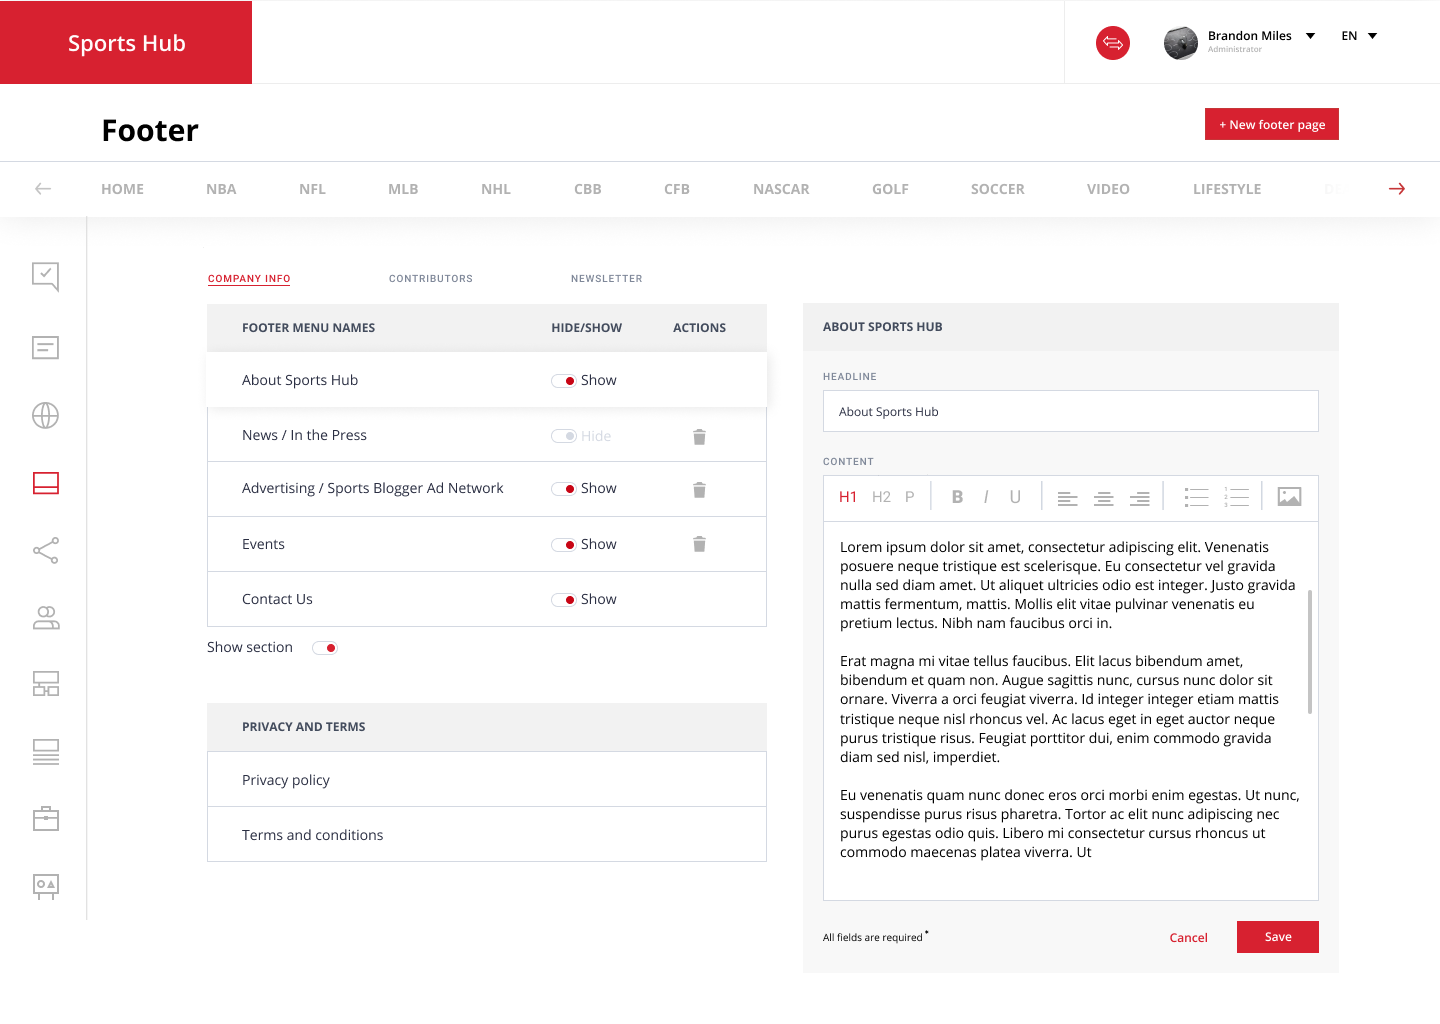 Sports Hub
Brandon Miles
Administrator
EN
Footer
+ New footer page
HOME NBA NFL MLB NHL CBB CFB NASCAR GOLF SOCCER VIDEO LIFESTYLE
COMPANY INFO CONTRIBUTORS NEWSLETTER
FOOTER MENU NAMES HIDE/SHOW ACTIONS
About Sports Hub Show
News / In the Press Hide
Advertising / Sports Blogger Ad Network Show
Events Show
Contact Us Show
Show section
PRIVACY AND TERMS
Privacy policy
Terms and conditions
ABOUT SPORTS HUB
HEADLINE
About Sports Hub
CONTENT
H1 H2 P B I U
Lorem ipsum dolor sit amet, consectetur adipiscing elit. Venenatis
posuere neque tristique est scelerisque. Eu consectetur vel gravida
nulla sed diam amet. Ut aliquet ultricies odio est integer. Justo gravida
mattis fermentum, mattis. Mollis elit vitae pulvinar venenatis eu
pretium lectus. Nibh nam faucibus orci in.
Erat magna mi vitae tellus faucibus. Elit lacus bibendum amet,
bibendum et quam non. Augue sagittis nunc, cursus nunc dolor sit
ornare. Viverra a orci feugiat viverra. Id integer integer etiam mattis
tristique neque nisl rhoncus vel. Ac lacus eget in eget auctor neque
purus tristique risus. Feugiat porttitor dui, enim commodo gravida
diam sed nisl, imperdiet.
Eu venenatis quam nunc donec eros orci morbi enim egestas. Ut nunc,
suspendisse purus risus pharetra. Tortor ac elit nunc adipiscing nec
purus egestas odio quis. Libero mi consectetur cursus rhoncus ut
commodo maecenas platea viverra. Ut
All fields are required*
Cancel
Save